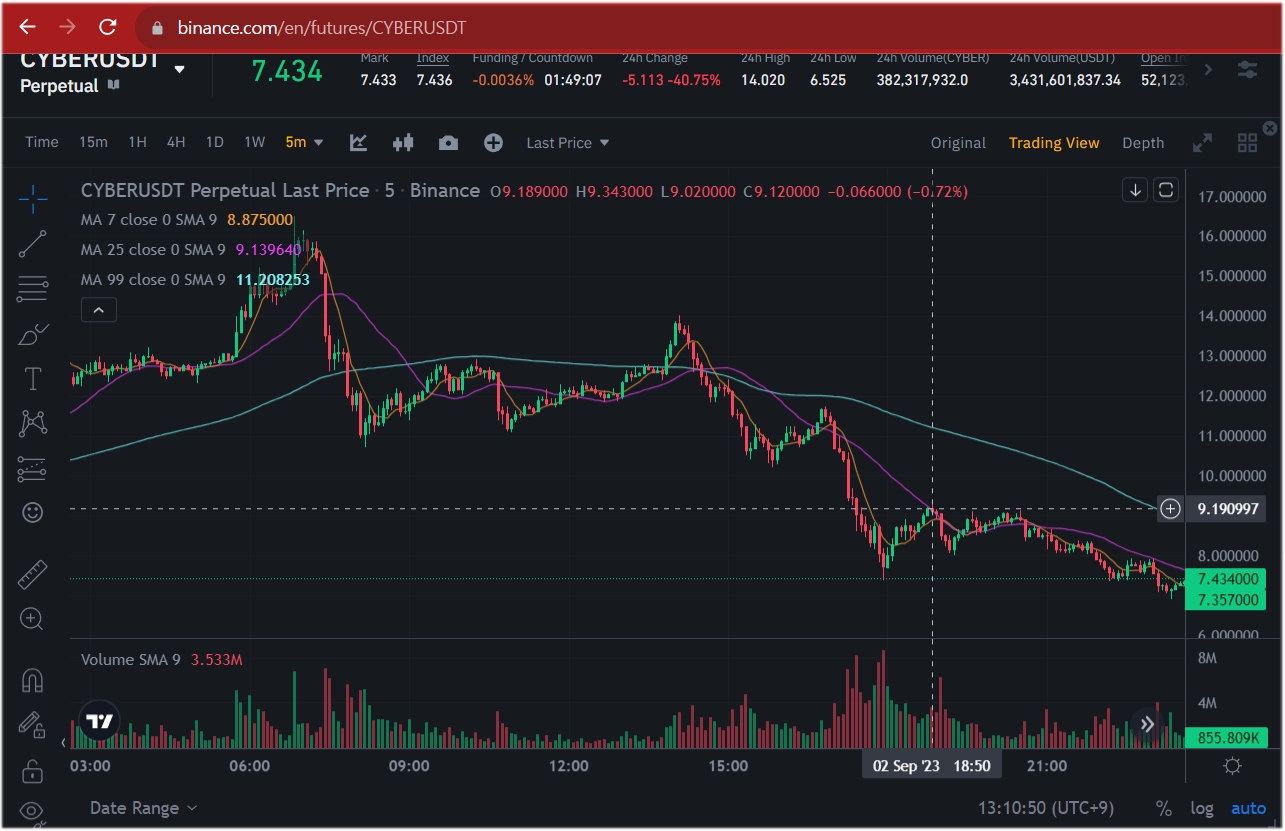 binance.com/en/futures/CYBERUSDT
CYBERUSDT
Perpetual
7.434
Mark
7.433
Index
7.436
Funding / Countdown
-0.0036% 01:49:07
24h Change
-5.113 -40.75%
24h High
14.020
24h Low
6.525
24h Volume(CYBER)
382,317,932.0
24h Volume(USDT)
3,431,601,837.34
Open
52,123,
Time 15m 1H 4H 1D 1W 5m Last Price Original Trading View Depth
CYBERUSDT Perpetual Last Price · 5 · Binance O9.189000 H9.343000 L9.020000 C9.120000 −0.066000 (−0.72%)
MA 7 close 0 SMA 9 8.875000
MA 25 close 0 SMA 9 9.139640
MA 99 close 0 SMA 9 11.208253
17.000000
16.000000
15.000000
14.000000
13.000000
12.000000
11.000000
10.000000
9.190997
8.000000
7.434000
7.357000
6.000000
Volume SMA 9 3.533M
8M
4M
855.809K
03:00 06:00 09:00 12:00 15:00 02 Sep '23 18:50 21:00
Date Range 13:10:50 (UTC+9) % log auto